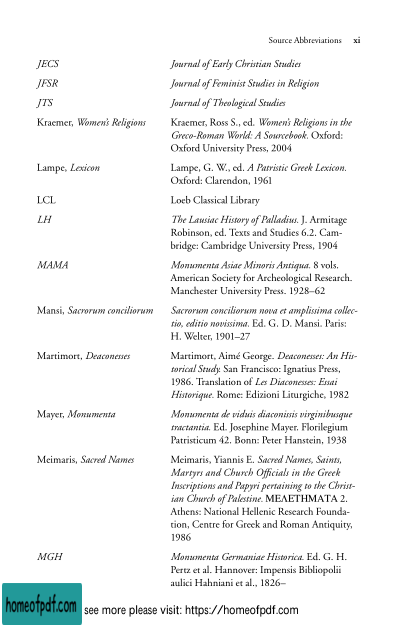 Source Abbreviations xi
JECS Journal of Early Christian Studies
JFSR Journal of Feminist Studies in Religion
JTS Journal of Theological Studies
Kraemer, Women's Religions Kraemer, Ross S., ed. Women's Religions in the
Greco-Roman World: A Sourcebook. Oxford:
Oxford University Press, 2004
Lampe, Lexicon Lampe, G. W., ed. A Patristic Greek Lexicon.
Oxford: Clarendon, 1961
LCL Loeb Classical Library
LH The Lausiac History of Palladius. J. Armitage
Robinson, ed. Texts and Studies 6.2. Cam-
bridge: Cambridge University Press, 1904
MAMA Monumenta Asiae Minoris Antiqua. 8 vols.
American Society for Archeological Research.
Manchester University Press. 1928–62
Mansi, Sacrorum conciliorum Sacrorum conciliorum nova et amplissima collec-
tio, editio novissima. Ed. G. D. Mansi. Paris:
H. Welter, 1901–27
Martimort, Deaconesses Martimort, Aimé George. Deaconesses: An His-
torical Study. San Francisco: Ignatius Press,
1986. Translation of Les Diaconesses: Essai
Historique. Rome: Edizioni Liturgiche, 1982
Mayer, Monumenta Monumenta de viduis diaconissis virginibusque
tractantia. Ed. Josephine Mayer. Florilegium
Patristicum 42. Bonn: Peter Hanstein, 1938
Meimaris, Sacred Names Meimaris, Yiannis E. Sacred Names, Saints,
Martyrs and Church Officials in the Greek
Inscriptions and Papyri pertaining to the Christ-
ian Church of Palestine. ΜΕΛΕΤΗΜΑΤΑ 2.
Athens: National Hellenic Research Founda-
tion, Centre for Greek and Roman Antiquity,
1986
MGH Monumenta Germaniae Historica. Ed. G. H.
Pertz et al. Hannover: Impensis Bibliopolii
aulici Hahniani et al., 1826–
homeofpdf.com see more please visit: https://homeofpdf.com